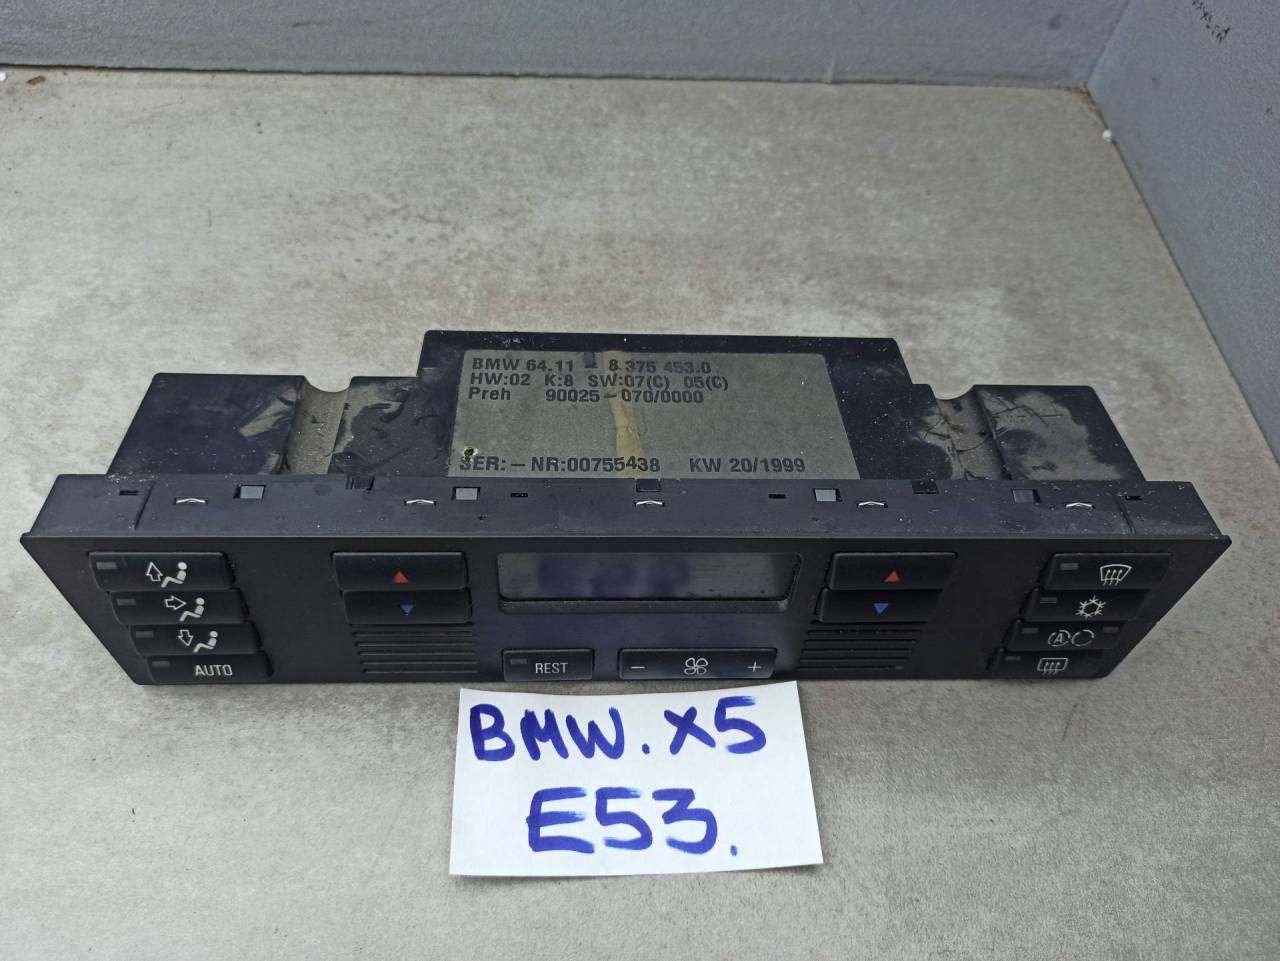 BMW 64.11 - 8 375 453.0
HW:02 K:8 SW:07(C) 05(C)
Preh 90025-070/0000
SER:-NR:00755438 KW 20/1999
AUTO
REST
- +
A
BMW. X5
E53.